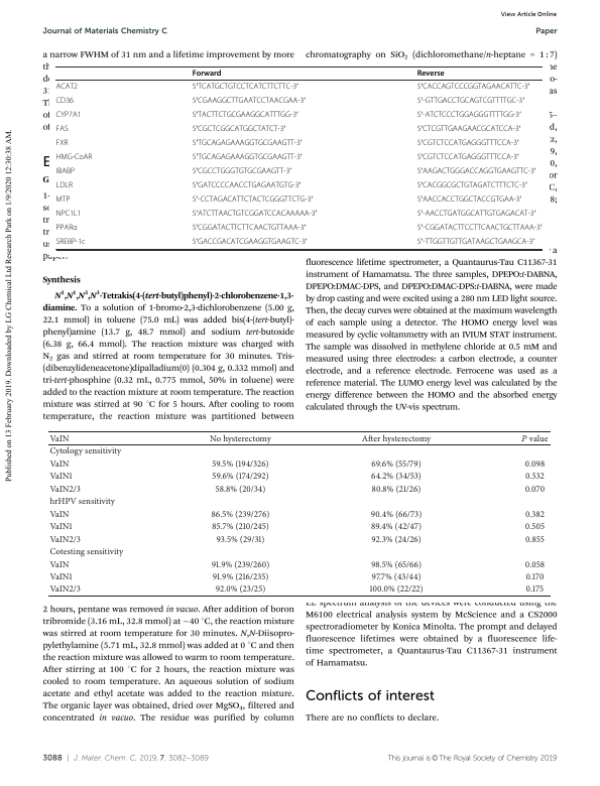 View Article Online
Journal of Materials Chemistry C
Paper
Published on 13 February 2019. Downloaded by LG Chemical Ltd Research Park on 1/9/2020 12:30:38 AM.
a narrow FWHM of 31 nm and a lifetime improvement by more
chromatography on SiO2 (dichloromethane/n-heptane = 1:7)
Forward Reverse
ACAT2 5"TCATGCTGTCCTCATCTTCTTC-3" 5"CACCAGTCCCGGTAGAACATTC-3"
CD36 5"CGAAGGCTTGAATCCTAACGAA-3" 5"-GTTGACCTGCAGTCGTTTTGC-3"
CYP7A1 5"TACTTCTGCGAAGGCATTTGG-3" 5"-ATCTCCCTGGAGGGTTTTGG-3"
FAS 5"CGCTCGGCATGGCTATCT-3" 5"CTCGTTGAAGAACGCATCCA-3"
FXR 5"TGCAGAGAAAGGTGCGAAGTT-3" 5"CGTCTCCATGAGGGTTTCCA-3"
HMG-CoAR 5"TGCAGAGAAAGGTGCGAAGTT-3" 5"CGTCTCCATGAGGGTTTCCA-3"
IBABP 5"CGCCTGGGTGTGCGAAGTT-3" 5"AAGACTGGGACCAGGTGAAGTTC-3"
LDLR 5"GATCCCCAACCTGAGAATGTG-3" 5"CACGGCGCTGTAGATCTTTCTC-3"
MTP 5"-CCTAGACATTCTACTCGGGTTCTG-3" 5"AACCACCTGGCTACCGTGAA-3"
NPC1L1 5"ATCTTAACTGTCGGATCCACAAAAA-3" 5"-AACCTGATGGCATTGTGAGACAT-3"
PPARα 5"CGGATACTTCTTCAACTGTTAAA-3" 5"-CGGATACTTCCTTCAACTGCTTAAA-3"
SREBP-1c 5"GACCGACATCGAAGGTGAAGTC-3" 5"-TTGGTTGTTGATAAGCTGAAGCA-3"
Synthesis
N1,N1,N3,N3-Tetrakis(4-(tert-butyl)phenyl)-2-chlorobenzene-1,3-
diamine. To a solution of 1-bromo-2,3-dichlorobenzene (5.00 g,
22.1 mmol) in toluene (75.0 mL) was added bis(4-(tert-butyl)-
phenyl)amine (13.7 g, 48.7 mmol) and sodium tert-butoxide
(6.38 g, 66.4 mmol). The reaction mixture was charged with
N2 gas and stirred at room temperature for 30 minutes. Tris-
(dibenzylideneacetone)dipalladium(0) (0.304 g, 0.332 mmol) and
tri-tert-phosphine (0.32 mL, 0.775 mmol, 50% in toluene) were
added to the reaction mixture at room temperature. The reaction
mixture was stirred at 90 °C for 5 hours. After cooling to room
temperature, the reaction mixture was partitioned between
fluorescence lifetime spectrometer, a Quantaurus-Tau C11367-31
instrument of Hamamatsu. The three samples, DPEPO:t-DABNA,
DPEPO:DMAC-DPS, and DPEPO:DMAC-DPS:t-DABNA, were made
by drop casting and were excited using a 280 nm LED light source.
Then, the decay curves were obtained at the maximum wavelength
of each sample using a detector. The HOMO energy level was
measured by cyclic voltammetry with an IVIUM STAT instrument.
The sample was dissolved in methylene chloride at 0.5 mM and
measured using three electrodes: a carbon electrode, a counter
electrode, and a reference electrode. Ferrocene was used as a
reference material. The LUMO energy level was calculated by the
energy difference between the HOMO and the absorbed energy
calculated through the UV-vis spectrum.
VaIN No hysterectomy After hysterectomy P value
Cytology sensitivity
VaIN 59.5% (194/326) 69.6% (55/79) 0.098
VaIN1 59.6% (174/292) 64.2% (34/53) 0.532
VaIN2/3 58.8% (20/34) 80.8% (21/26) 0.070
hrHPV sensitivity
VaIN 86.5% (239/276) 90.4% (66/73) 0.382
VaIN1 85.7% (210/245) 89.4% (42/47) 0.505
VaIN2/3 93.5% (29/31) 92.3% (24/26) 0.855
Cotesting sensitivity
VaIN 91.9% (239/260) 98.5% (65/66) 0.058
VaIN1 91.9% (216/235) 97.7% (43/44) 0.170
VaIN2/3 92.0% (23/25) 100.0% (22/22) 0.175
2 hours, pentane was removed in vacuo. After addition of boron
tribromide (3.16 mL, 32.8 mmol) at −40 °C, the reaction mixture
was stirred at room temperature for 30 minutes. N,N-Diisopro-
pylethylamine (5.71 mL, 32.8 mmol) was added at 0 °C and then
the reaction mixture was allowed to warm to room temperature.
After stirring at 100 °C for 2 hours, the reaction mixture was
cooled to room temperature. An aqueous solution of sodium
acetate and ethyl acetate was added to the reaction mixture.
The organic layer was obtained, dried over MgSO4, filtered and
concentrated in vacuo. The residue was purified by column
EL spectrum analysis of the devices were conducted using the
M6100 electrical analysis system by McScience and a CS2000
spectroradiometer by Konica Minolta. The prompt and delayed
fluorescence lifetimes were obtained by a fluorescence life-
time spectrometer, a Quantaurus-Tau C11367-31 instrument
of Hamamatsu.
Conflicts of interest
There are no conflicts to declare.
3088 | J. Mater. Chem. C, 2019, 7, 3082–3089
This journal is © The Royal Society of Chemistry 2019